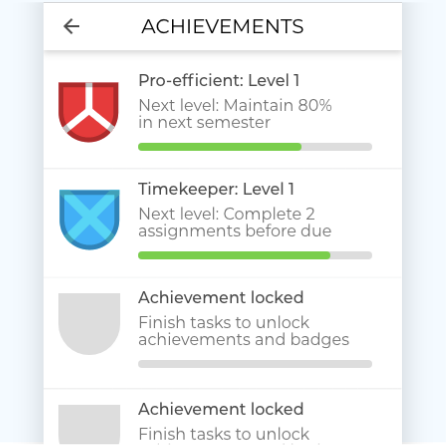 ACHIEVEMENTS
Pro-efficient: Level 1
Next level: Maintain 80%
in next semester
Timekeeper: Level 1
Next level: Complete 2
assignments before due
Achievement locked
Finish tasks to unlock
achievements and badges
Achievement locked
Finish tasks to unlock